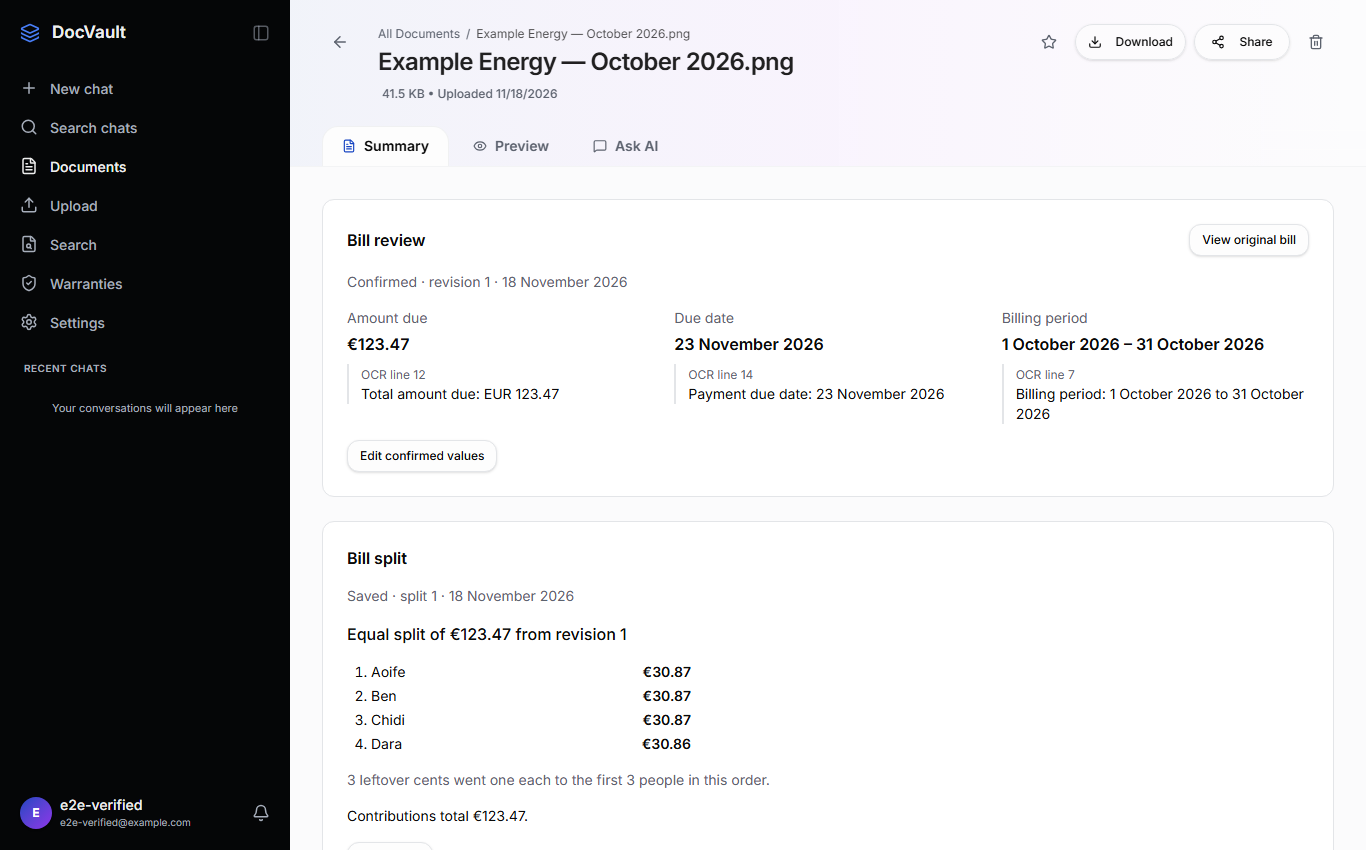 DocVault
New chat
Search chats
Documents
Upload
Search
Warranties
Settings
RECENT CHATS
Your conversations will appear here
E
e2e-verified
e2e-verified@example.com
All Documents / Example Energy — October 2026.png
Example Energy — October 2026.png
41.5 KB • Uploaded 11/18/2026
Download
Share
Summary
Preview
Ask AI
Bill review
View original bill
Confirmed · revision 1 · 18 November 2026
Amount due
€123.47
OCR line 12
Total amount due: EUR 123.47
Due date
23 November 2026
OCR line 14
Payment due date: 23 November 2026
Billing period
1 October 2026 – 31 October 2026
OCR line 7
Billing period: 1 October 2026 to 31 October
2026
Edit confirmed values
Bill split
Saved · split 1 · 18 November 2026
Equal split of €123.47 from revision 1
1. Aoife €30.87
2. Ben €30.87
3. Chidi €30.87
4. Dara €30.86
3 leftover cents went one each to the first 3 people in this order.
Contributions total €123.47.